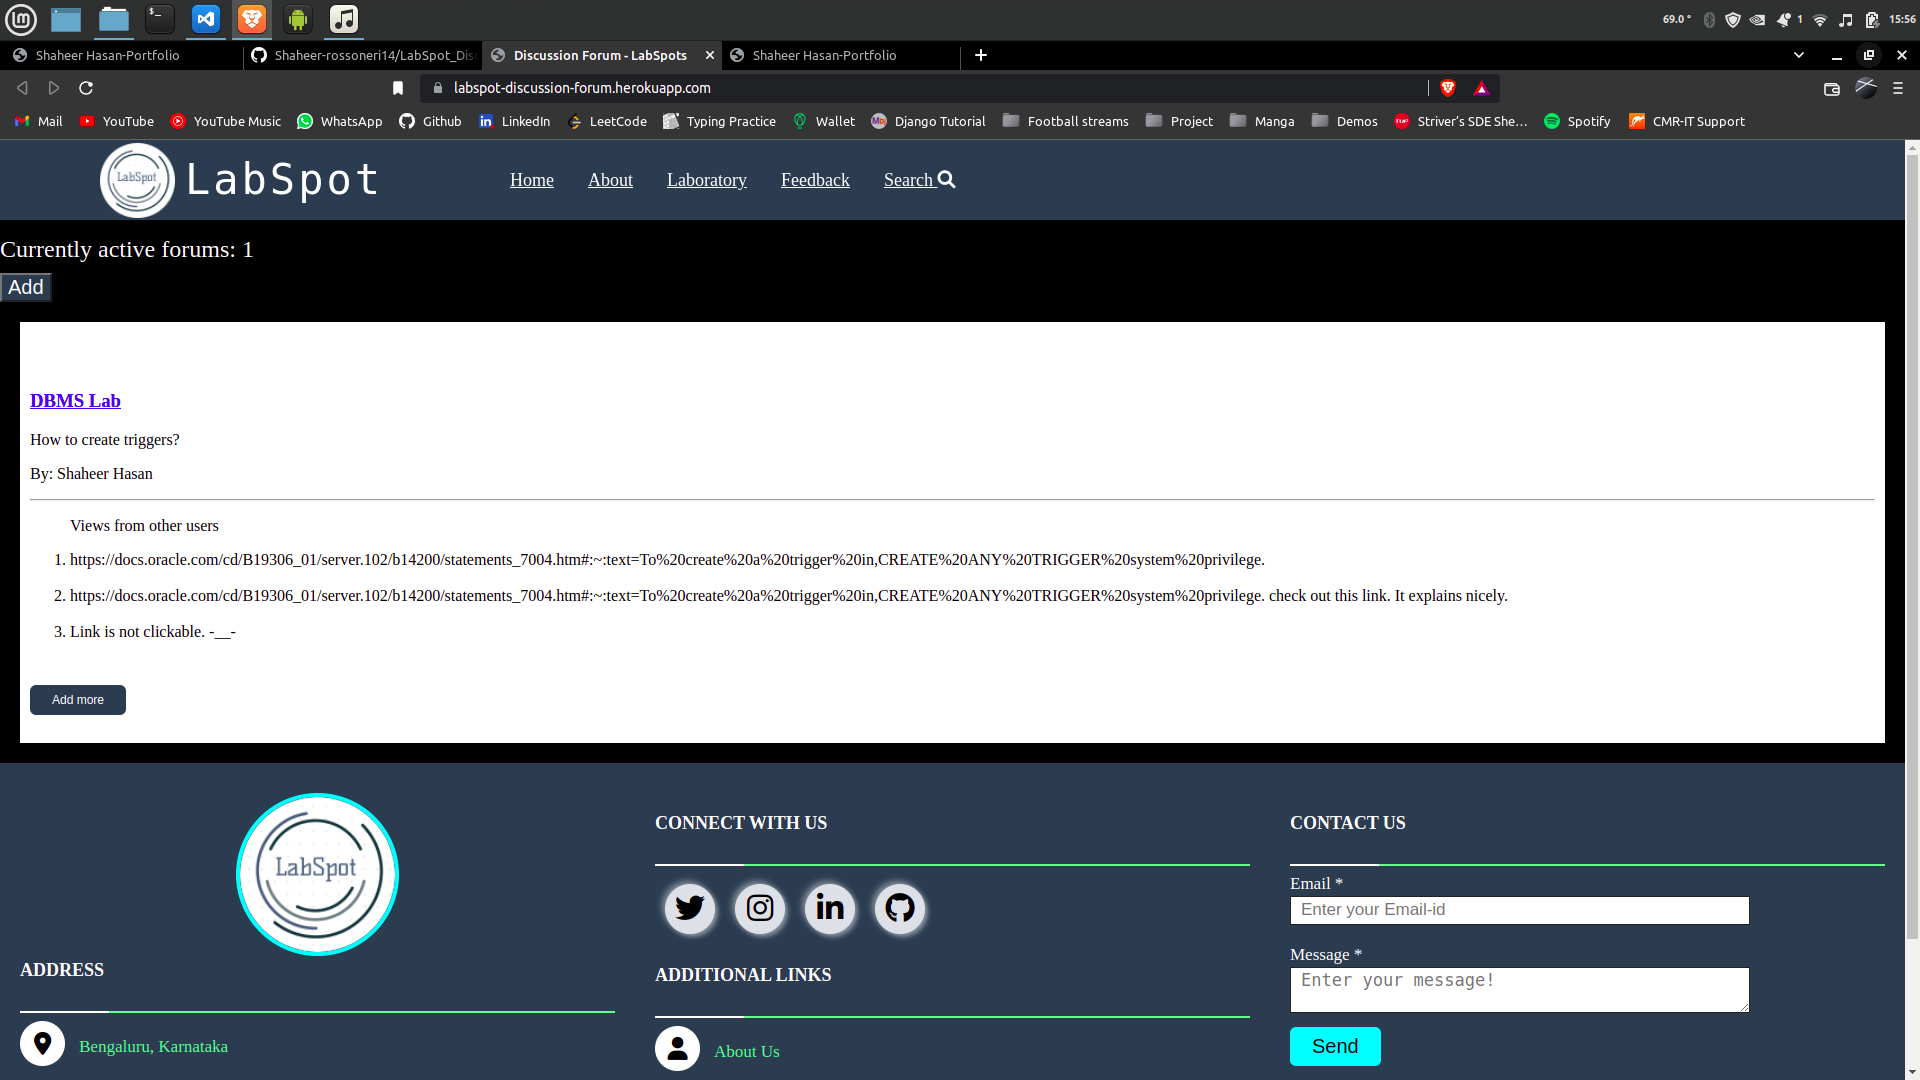 69.0 °
1
15:56
Shaheer Hasan-Portfolio
Shaheer-rossoneri14/LabSpot_Dis
Discussion Forum - LabSpots
Shaheer Hasan-Portfolio
labspot-discussion-forum.herokuapp.com
Mail
YouTube
YouTube Music
WhatsApp
Github
LinkedIn
LeetCode
Typing Practice
Wallet
Django Tutorial
Football streams
Project
Manga
Demos
Striver's SDE She...
Spotify
CMR-IT Support
LabSpot
LabSpot
Home
About
Laboratory
Feedback
Search
Currently active forums: 1
Add
DBMS Lab
How to create triggers?
By: Shaheer Hasan
Views from other users
1. https://docs.oracle.com/cd/B19306_01/server.102/b14200/statements_7004.htm#:~:text=To%20create%20a%20trigger%20in,CREATE%20ANY%20TRIGGER%20system%20privilege.
2. https://docs.oracle.com/cd/B19306_01/server.102/b14200/statements_7004.htm#:~:text=To%20create%20a%20trigger%20in,CREATE%20ANY%20TRIGGER%20system%20privilege. check out this link. It explains nicely.
3. Link is not clickable. -__-
Add more
LabSpot
ADDRESS
Bengaluru, Karnataka
CONNECT WITH US
ADDITIONAL LINKS
About Us
CONTACT US
Email *
Enter your Email-id
Message *
Enter your message!
Send